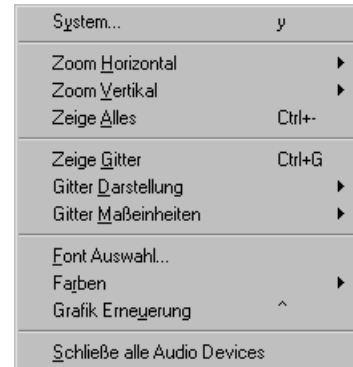 System... y
Zoom Horizontal
Zoom Vertikal
Zeige Alles Ctrl+-
Zeige Gitter Ctrl+G
Gitter Darstellung
Gitter Maßeinheiten
Font Auswahl...
Farben
Grafik Erneuerung ^
Schließe alle Audio Devices